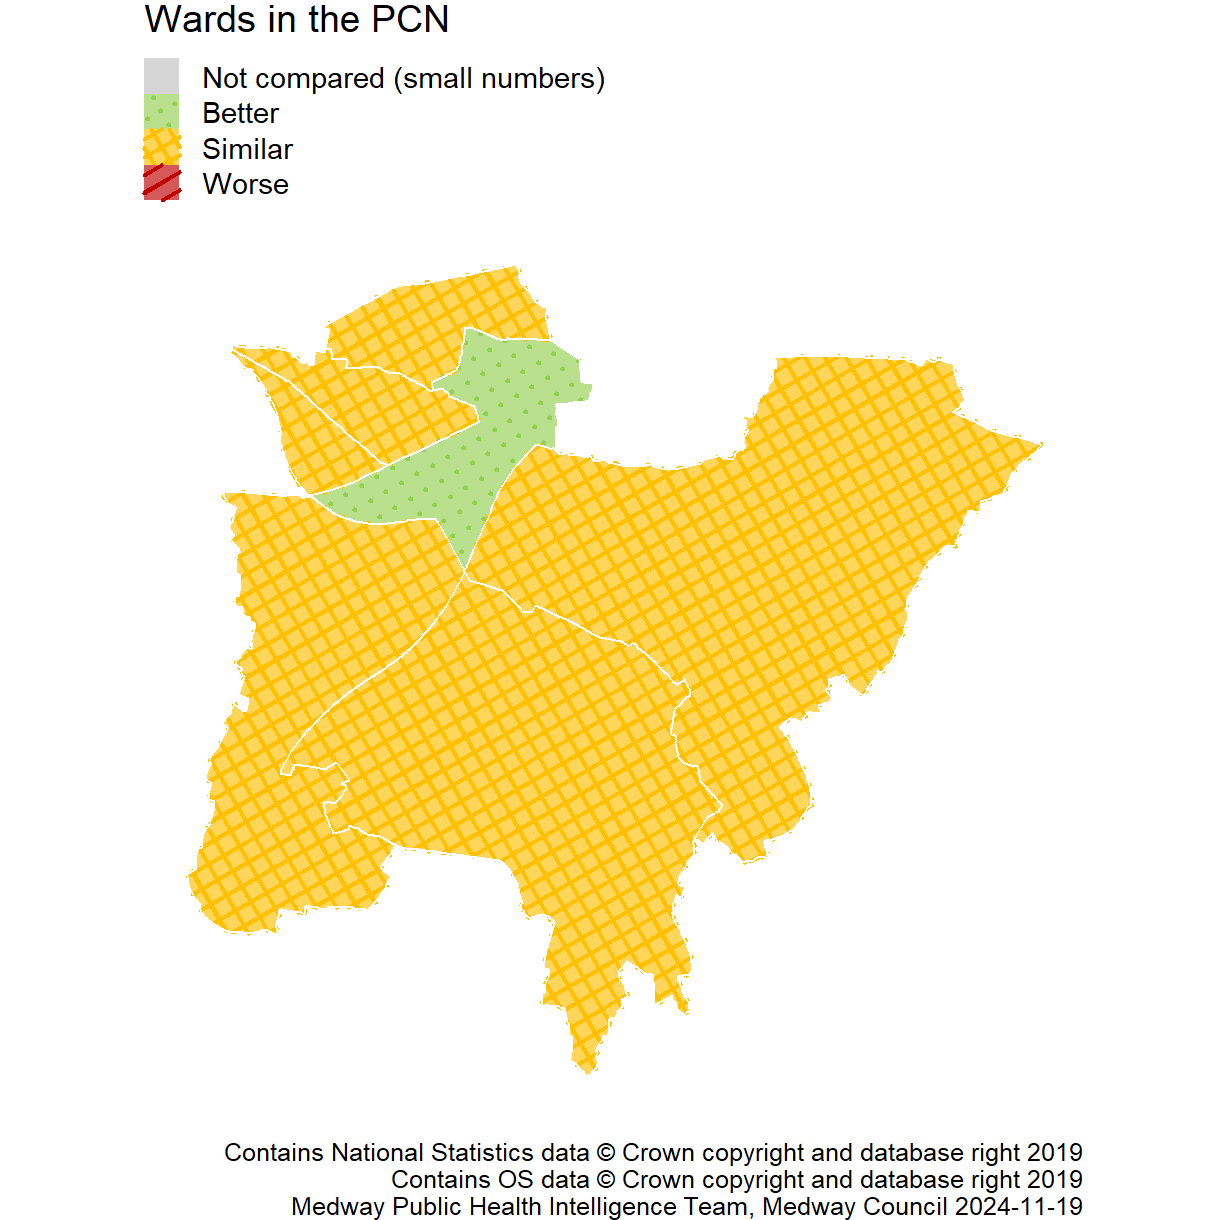 Wards in the PCN
Not compared (small numbers)
Better
Similar
Worse
Contains National Statistics data © Crown copyright and database right 2019
Contains OS data © Crown copyright and database right 2019
Medway Public Health Intelligence Team, Medway Council 2024-11-19